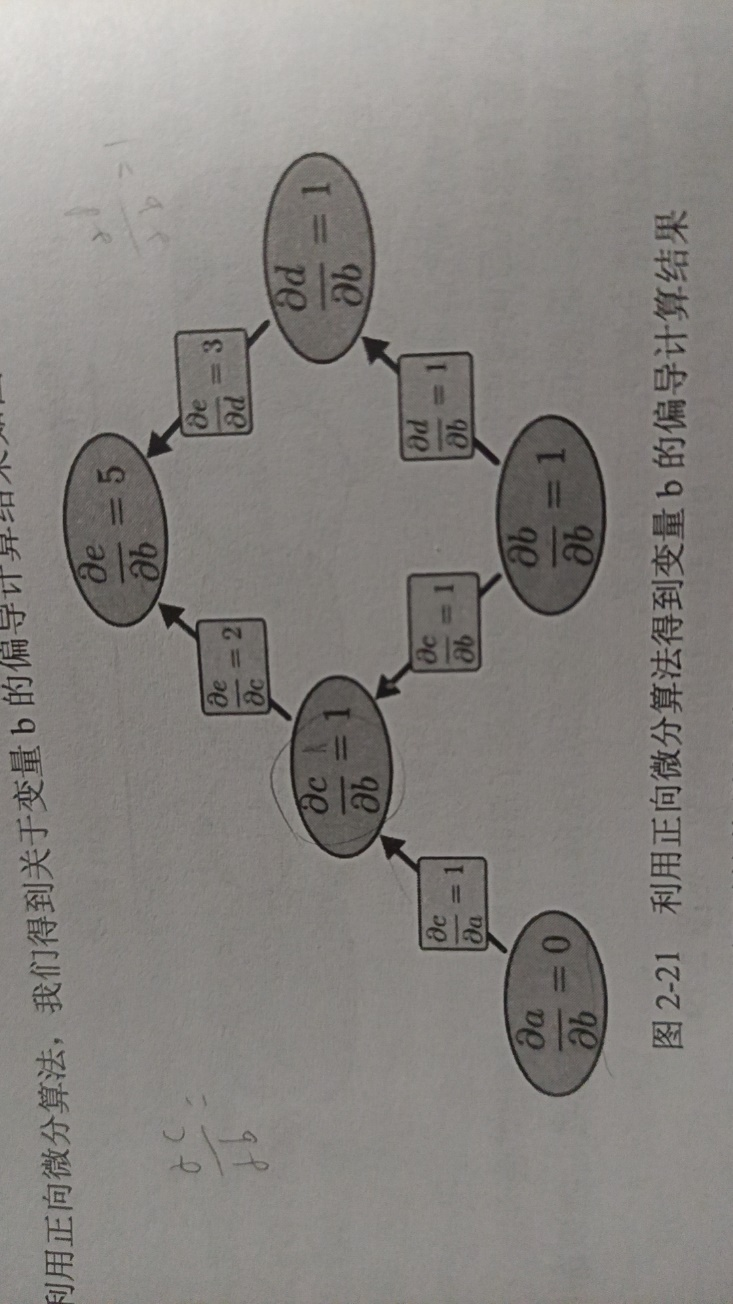 利用正向微分算法，我们得到关于变量 b 的偏导计算结果如图
∂b = 1
∂e/∂b = 5
∂e/∂c = 2
∂e/∂d = 3
∂c/∂b = 1
∂d/∂b = 1
∂c/∂a = 1
∂c/∂b = 1
∂d/∂b = 1
∂a/∂b = 0
∂b/∂b = 1
∂c/∂b =
图 2-21 利用正向微分算法得到变量 b 的偏导计算结果